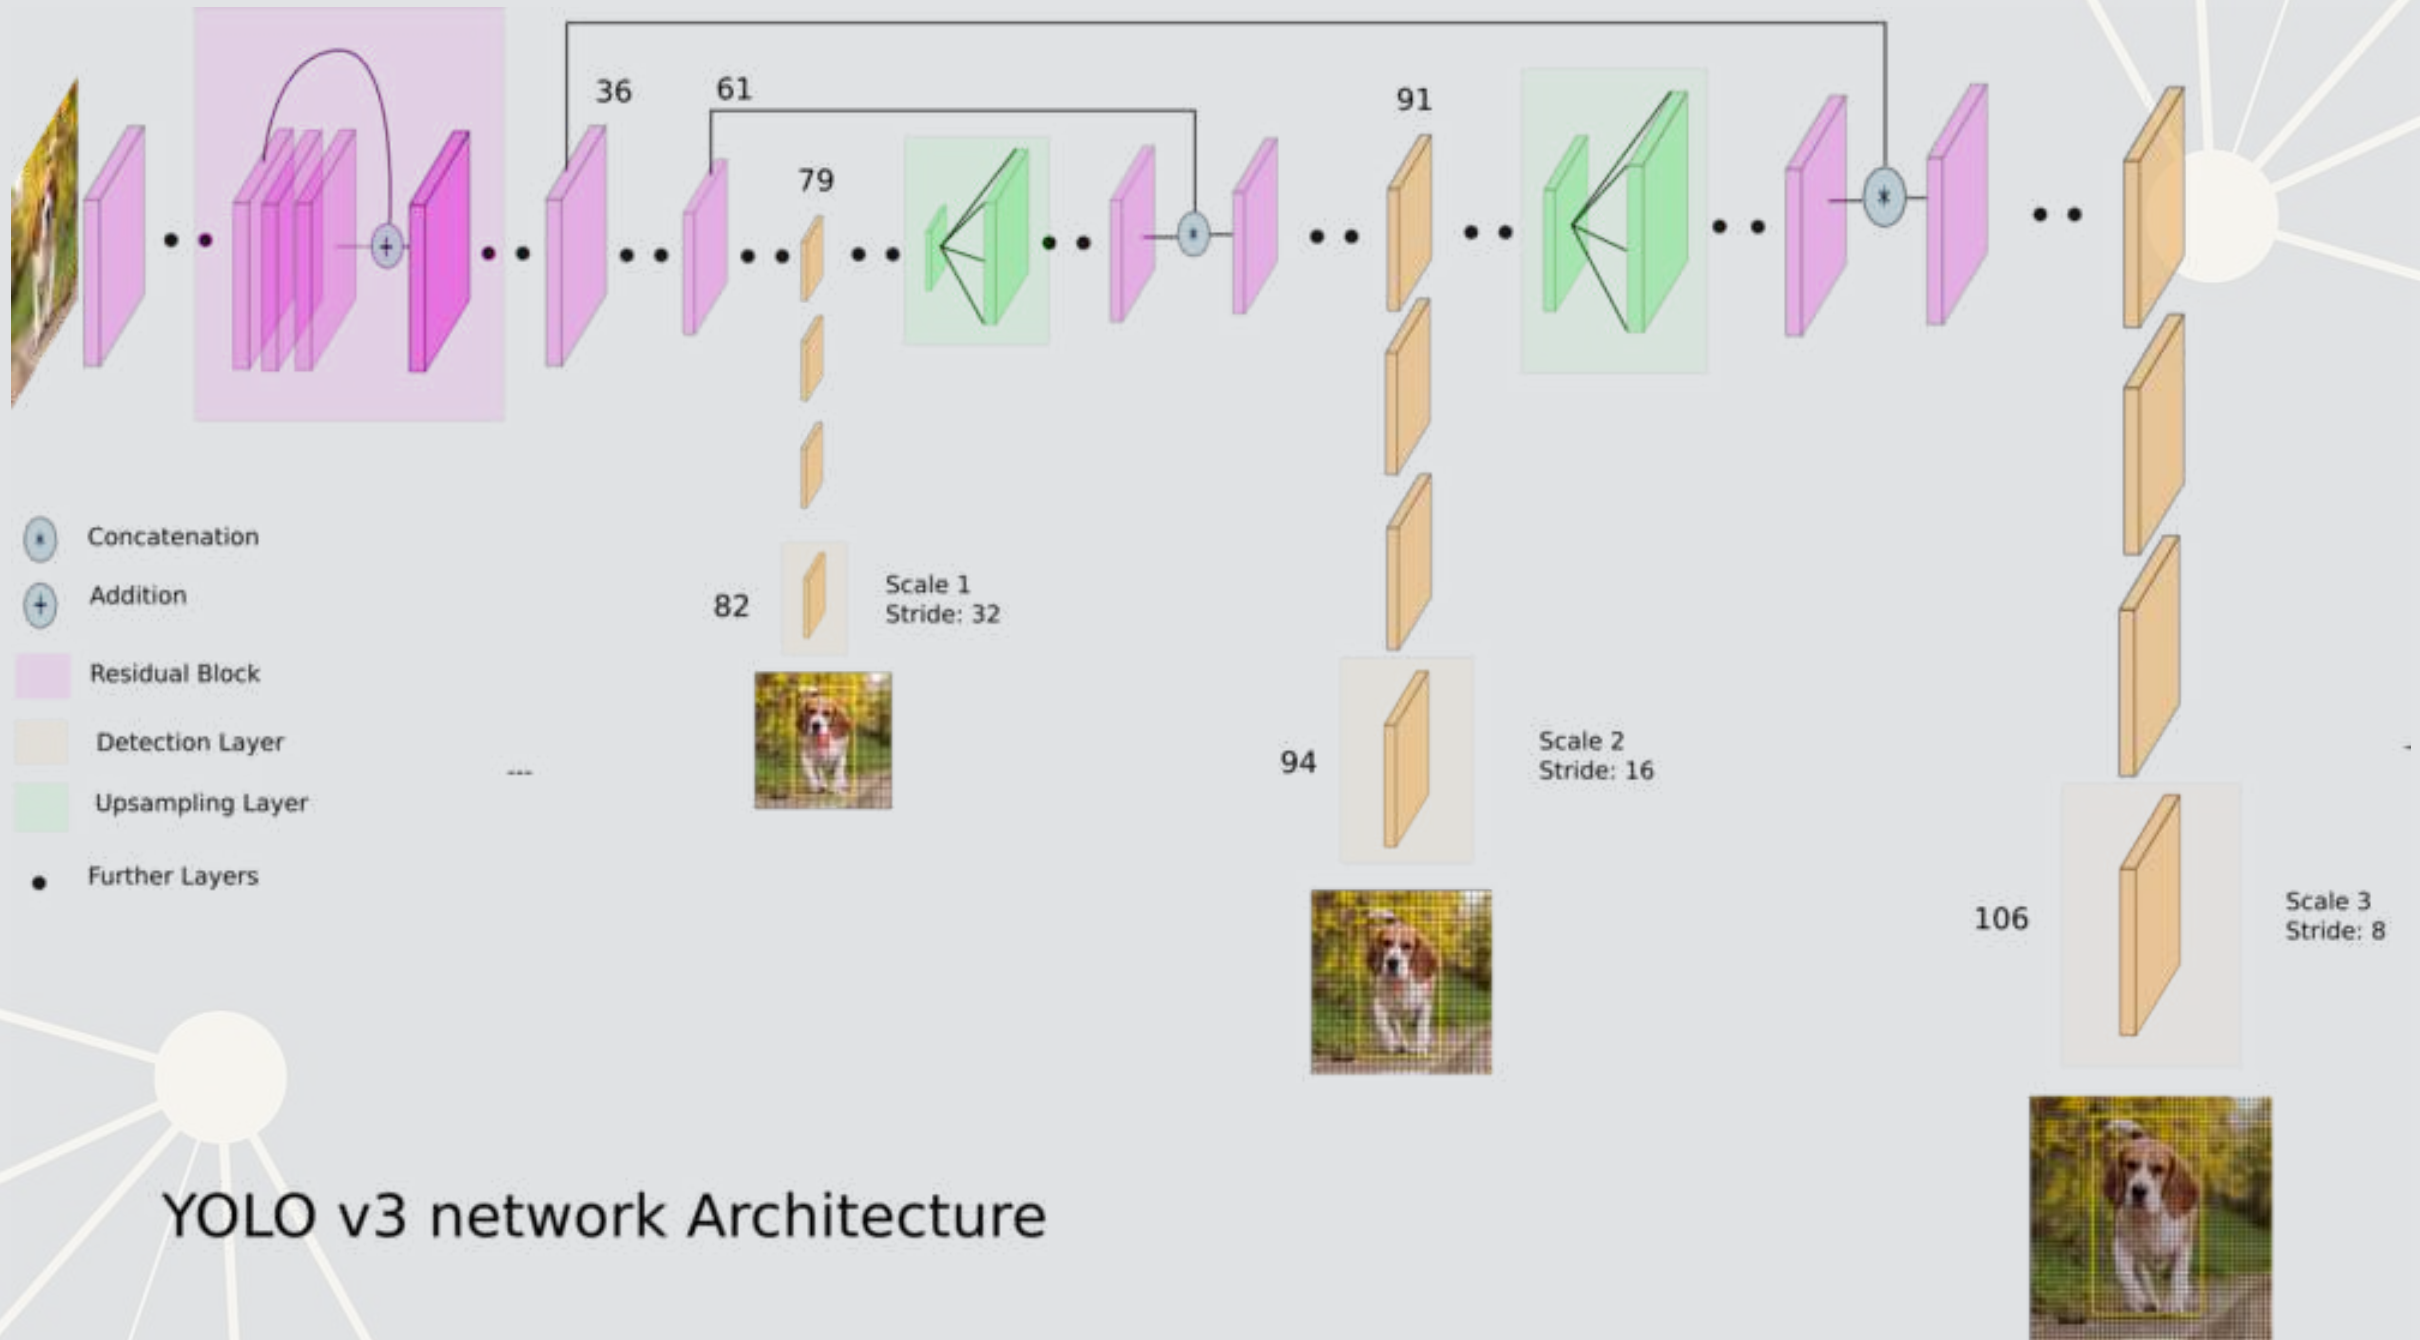 36
61
91
79
Concatenation
Addition
Residual Block
Detection Layer
Upsampling Layer
Further Layers
---
82
Scale 1
Stride: 32
94
Scale 2
Stride: 16
106
Scale 3
Stride: 8
YOLO v3 network Architecture